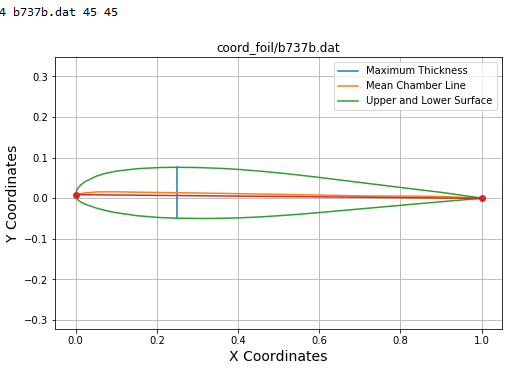 4 b737b.dat 45 45
coord_foil/b737b.dat
Maximum Thickness
Mean Chamber Line
Upper and Lower Surface
Y Coordinates
0.3
0.2
0.1
0.0
−0.1
−0.2
−0.3
0.0 0.2 0.4 0.6 0.8 1.0
X Coordinates